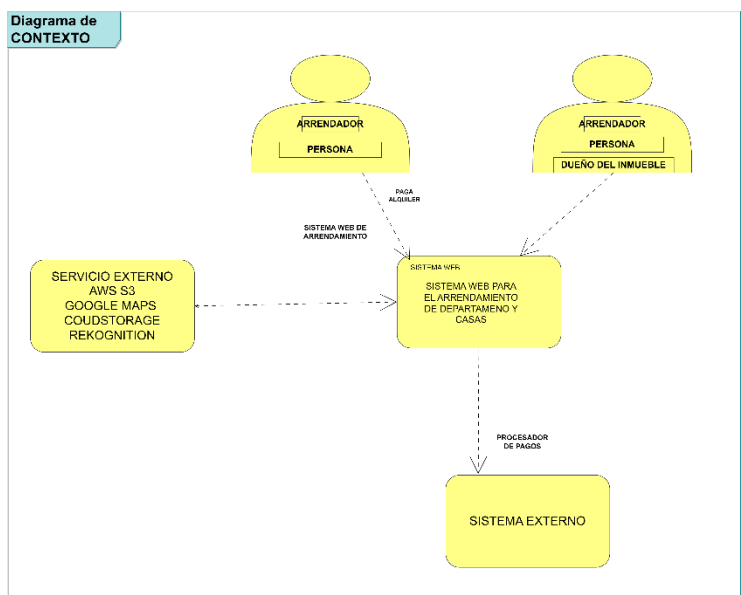 Diagrama de
CONTEXTO
ARRENDADOR
PERSONA
ARRENDADOR
PERSONA
DUEÑO DEL INMUEBLE
PAGA
ALQUILER
SISTEMA WEB DE
ARRENDAMIENTO
SERVICIO EXTERNO
AWS S3
GOOGLE MAPS
COUDSTORAGE
REKOGNITION
SISTEMA WEB
SISTEMA WEB PARA
EL ARRENDAMIENTO
DE DEPARTAMENO Y
CASAS
PROCESADOR
DE PAGOS
SISTEMA EXTERNO